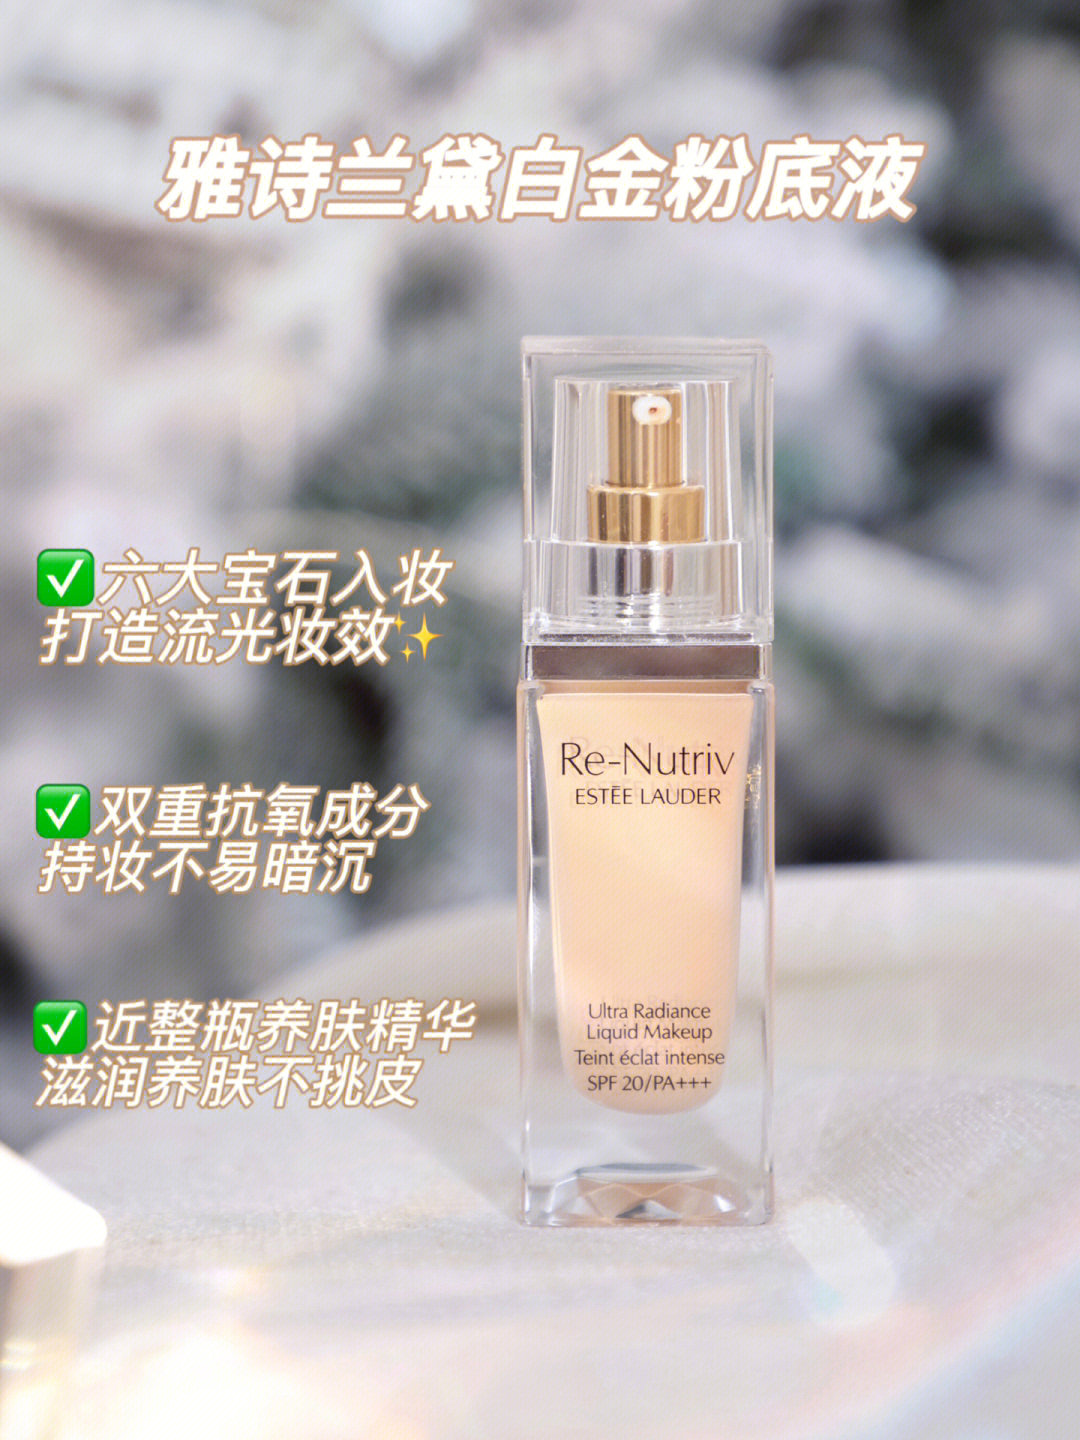 雅诗兰黛白金粉底液
✅六大宝石入妆
打造流光妆效✨
✅双重抗氧成分
持妆不易暗沉
✅近整瓶养肤精华
滋润养肤不挑皮
Re-Nutriv
ESTĒE LAUDER
Ultra Radiance
Liquid Makeup
Teint éclat intense
SPF 20/PA+++